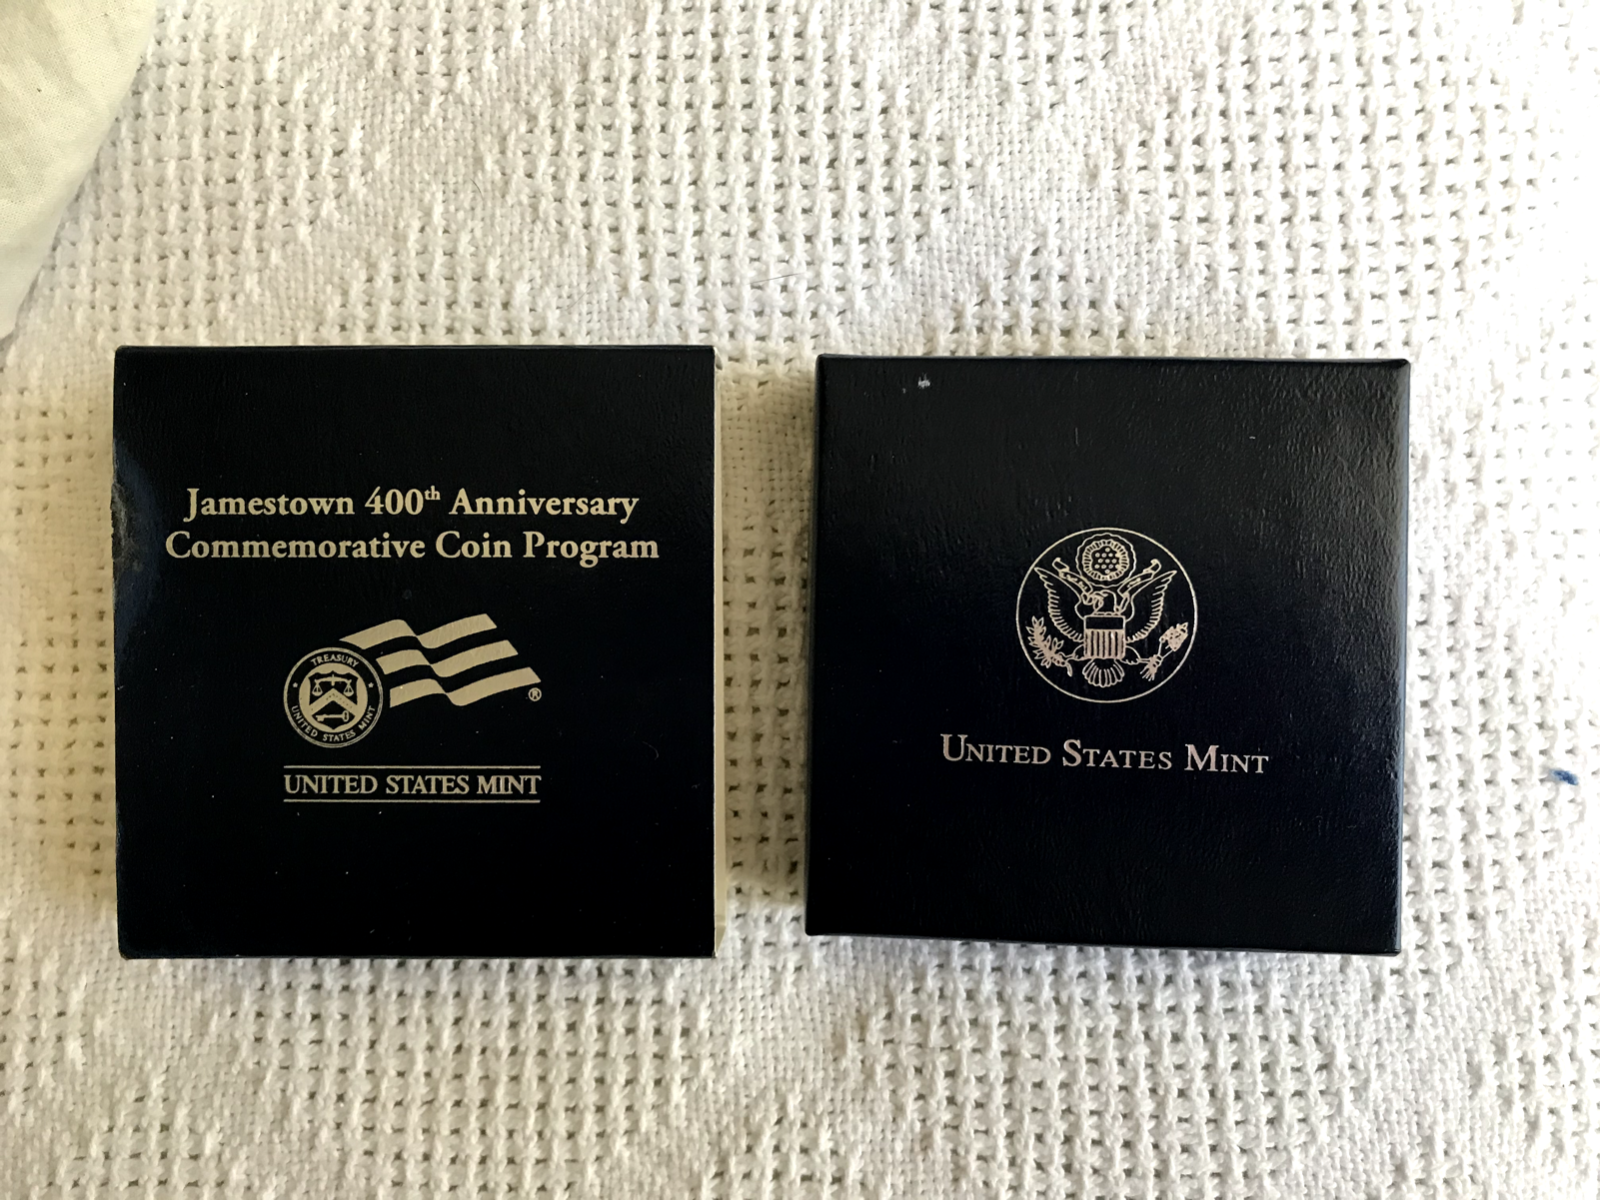 Jamestown 400th Anniversary
Commemorative Coin Program
TREASURY
UNITED STATES MINT
®
UNITED STATES MINT
UNITED STATES MINT